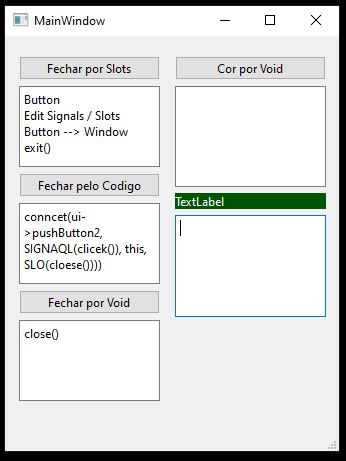 MainWindow
Fechar por Slots
Button
Edit Signals / Slots
Button --> Window
exit()
Fechar pelo Codigo
conncet(ui-
>pushButton2,
SIGNAQL(clicek()), this,
SLO(cloese())))
Fechar por Void
close()
Cor por Void
TextLabel